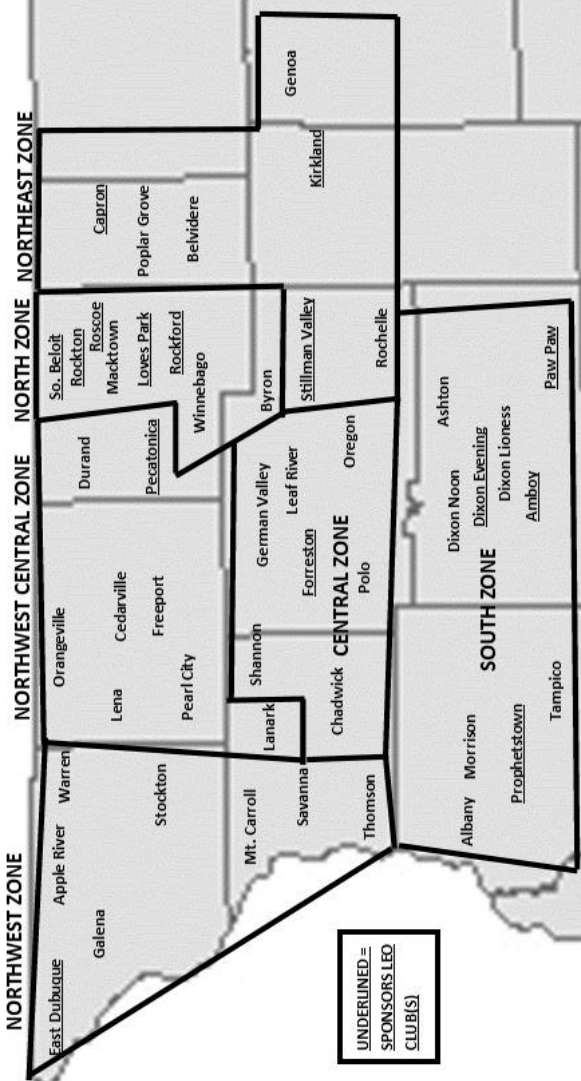 NORTHWEST ZONE
NORTHWEST CENTRAL ZONE
NORTH ZONE
NORTHEAST ZONE
East Dubuque
Galena
Apple River
Warren
Stockton
Mt. Carroll
Savanna
Thomson
Orangeville
Lena
Cedarville
Freeport
Pearl City
Durand
Pecatonica
Lanark
So. Beloit
Rockton
Roscoe
Macktown
Loves Park
Rockford
Winnebago
Byron
Capron
Poplar Grove
Belvidere
Genoa
Kirkland
Stillman Valley
Rochelle
Shannon
German Valley
Leaf River
Forreston
Oregon
CENTRAL ZONE
Chadwick
Polo
SOUTH ZONE
Albany
Morrison
Prophetstown
Tampico
Ashton
Dixon Noon
Dixon Evening
Dixon Lioness
Amboy
Paw Paw
UNDERLINED =
SPONSORS LEO
CLUB(S)